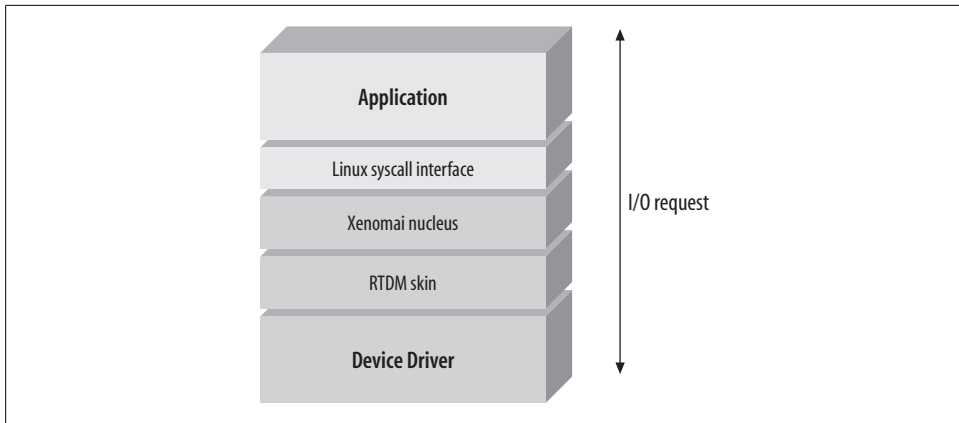 Application
Linux syscall interface
I/O request
Xenomai nucleus
RTDM skin
Device Driver